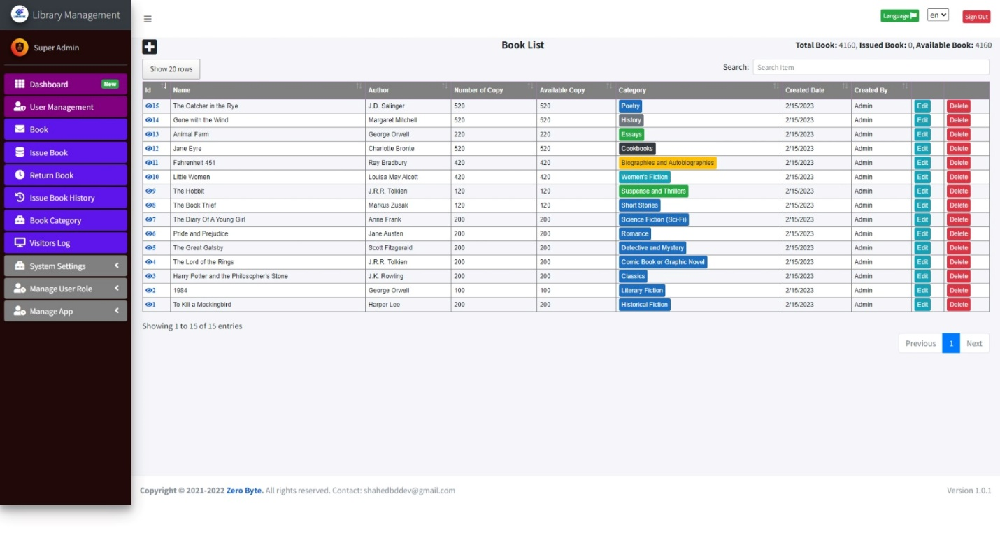 Library Management
Language en Sign Out
Super Admin
Book List
Total Book: 4160, Issued Book: 0, Available Book: 4160
Show 20 rows
Search: Search Item
Dashboard New
User Management
Book
Issue Book
Return Book
Issue Book History
Book Category
Visitors Log
System Settings
Manage User Role
Manage App
Id Name Author Number of Copy Available Copy Category Created Date Created By
15 The Catcher in the Rye J.D. Salinger 520 520 Poetry 2/15/2023 Admin Edit Delete
14 Gone with the Wind Margaret Mitchell 520 520 History 2/15/2023 Admin Edit Delete
13 Animal Farm George Orwell 220 220 Essays 2/15/2023 Admin Edit Delete
12 Jane Eyre Charlotte Bronte 520 520 Cookbooks 2/15/2023 Admin Edit Delete
11 Fahrenheit 451 Ray Bradbury 420 420 Biographies and Autobiographies 2/15/2023 Admin Edit Delete
10 Little Women Louisa May Alcott 420 420 Women's Fiction 2/15/2023 Admin Edit Delete
9 The Hobbit J.R.R. Tolkien 120 120 Suspense and Thrillers 2/15/2023 Admin Edit Delete
8 The Book Thief Markus Zusak 120 120 Short Stories 2/15/2023 Admin Edit Delete
7 The Diary Of A Young Girl Anne Frank 200 200 Science Fiction (Sci-Fi) 2/15/2023 Admin Edit Delete
6 Pride and Prejudice Jane Austen 200 200 Romance 2/15/2023 Admin Edit Delete
5 The Great Gatsby Scott Fitzgerald 200 200 Detective and Mystery 2/15/2023 Admin Edit Delete
4 The Lord of the Rings J.R.R. Tolkien 200 200 Comic Book or Graphic Novel 2/15/2023 Admin Edit Delete
3 Harry Potter and the Philosopher's Stone J.K. Rowling 200 200 Classics 2/15/2023 Admin Edit Delete
2 1984 George Orwell 100 100 Literary Fiction 2/15/2023 Admin Edit Delete
1 To Kill a Mockingbird Harper Lee 200 200 Historical Fiction 2/15/2023 Admin Edit Delete
Showing 1 to 15 of 15 entries
Previous 1 Next
Copyright © 2021-2022 Zero Byte. All rights reserved. Contact: shahedbddev@gmail.com
Version 1.0.1